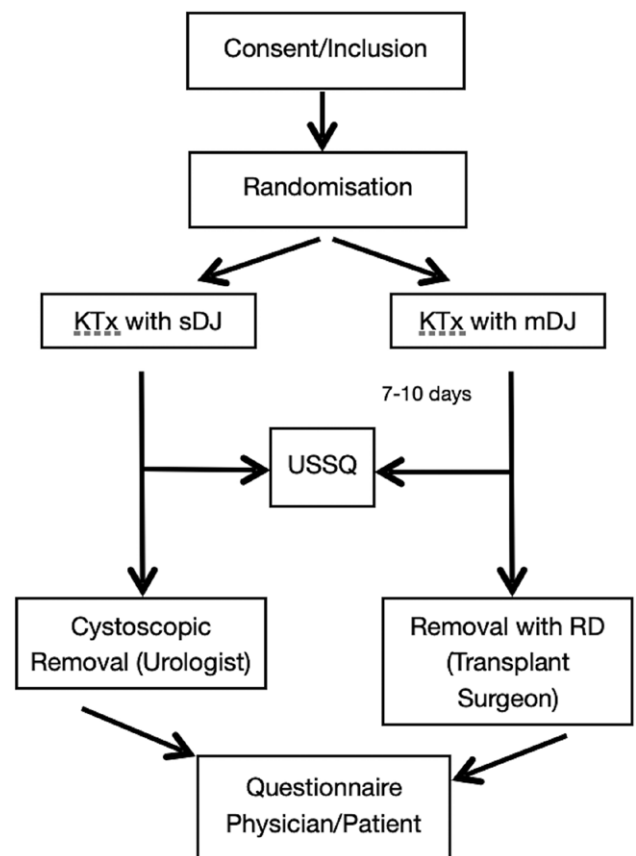 Consent/Inclusion
Randomisation
KTx with sDJ
KTx with mDJ
7-10 days
USSQ
Cystoscopic
Removal (Urologist)
Removal with RD
(Transplant
Surgeon)
Questionnaire
Physician/Patient